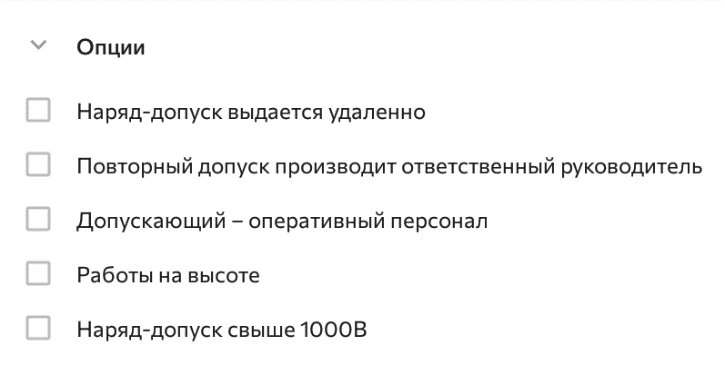 Опции
Наряд-допуск выдается удаленно
Повторный допуск производит ответственный руководитель
Допускающий – оперативный персонал
Работы на высоте
Наряд-допуск свыше 1000В